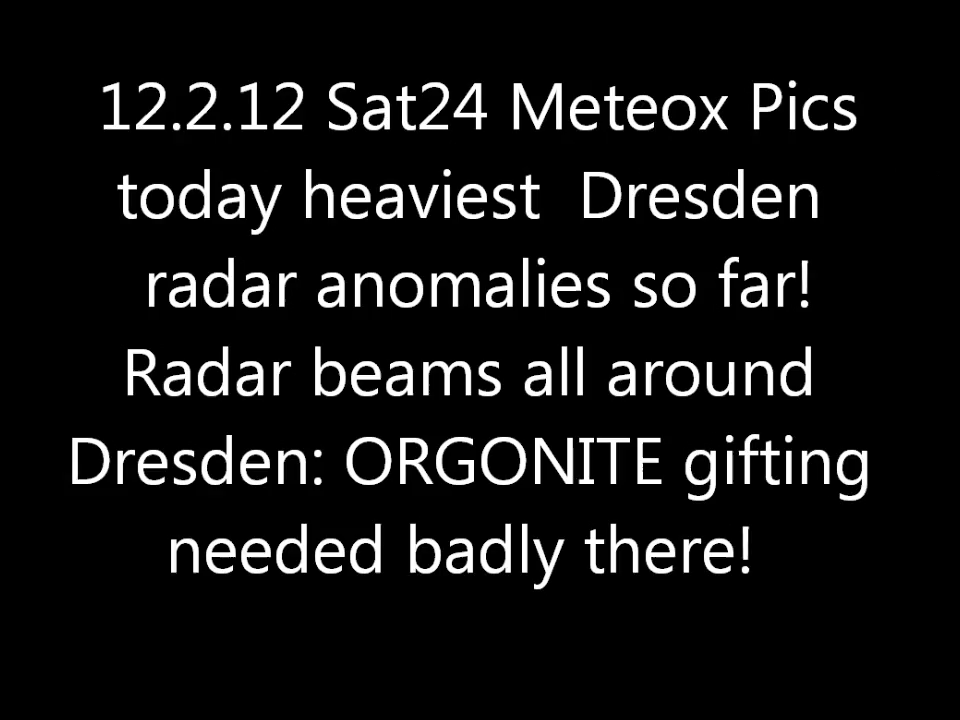 12.2.12 Sat24 Meteox Pics
today heaviest  Dresden
radar anomalies so far!
Radar beams all around
Dresden: ORGONITE gifting
needed badly there!